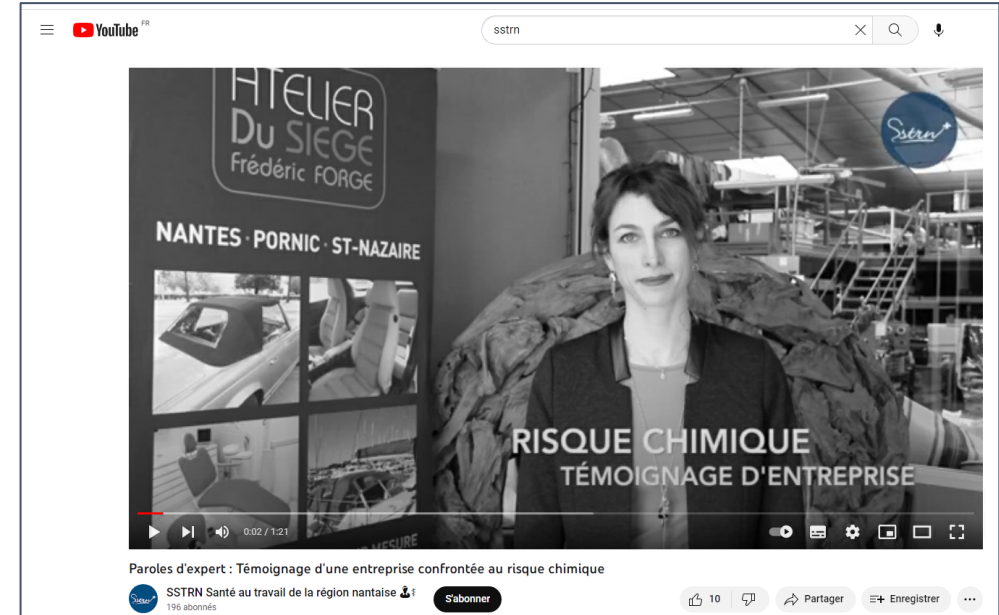 YouTube FR
sstrn
ATELIER
Du SIEGE
Frédéric FORGE
NANTES · PORNIC · ST-NAZAIRE
Sstrn+
RISQUE CHIMIQUE
TÉMOIGNAGE D'ENTREPRISE
MESURE
0:02 / 1:21
Paroles d'expert : Témoignage d'une entreprise confrontée au risque chimique
SSTRN Santé au travail de la région nantaise
196 abonnés
S'abonner
10
Partager
Enregistrer